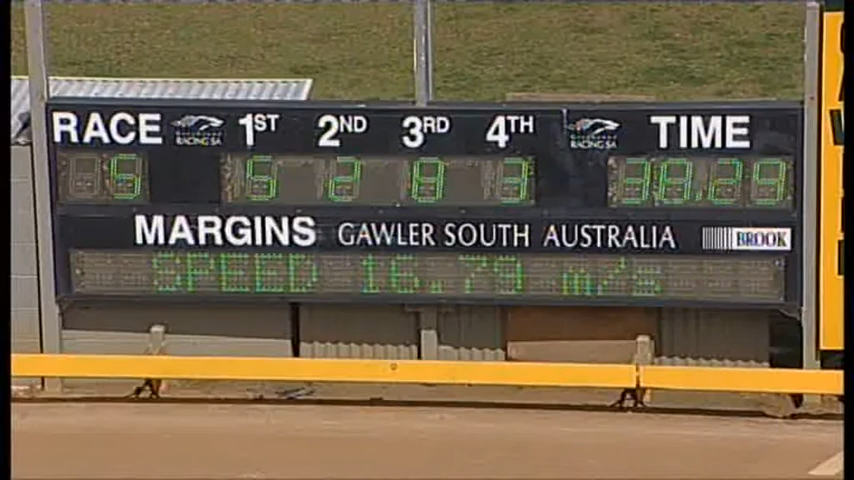 RACE RACING SA 1ST 2ND 3RD 4TH RACING SA TIME
5 5 2 8 3 30.29
MARGINS GAWLER SOUTH AUSTRALIA BROOK
SPEED 16.79 m/s